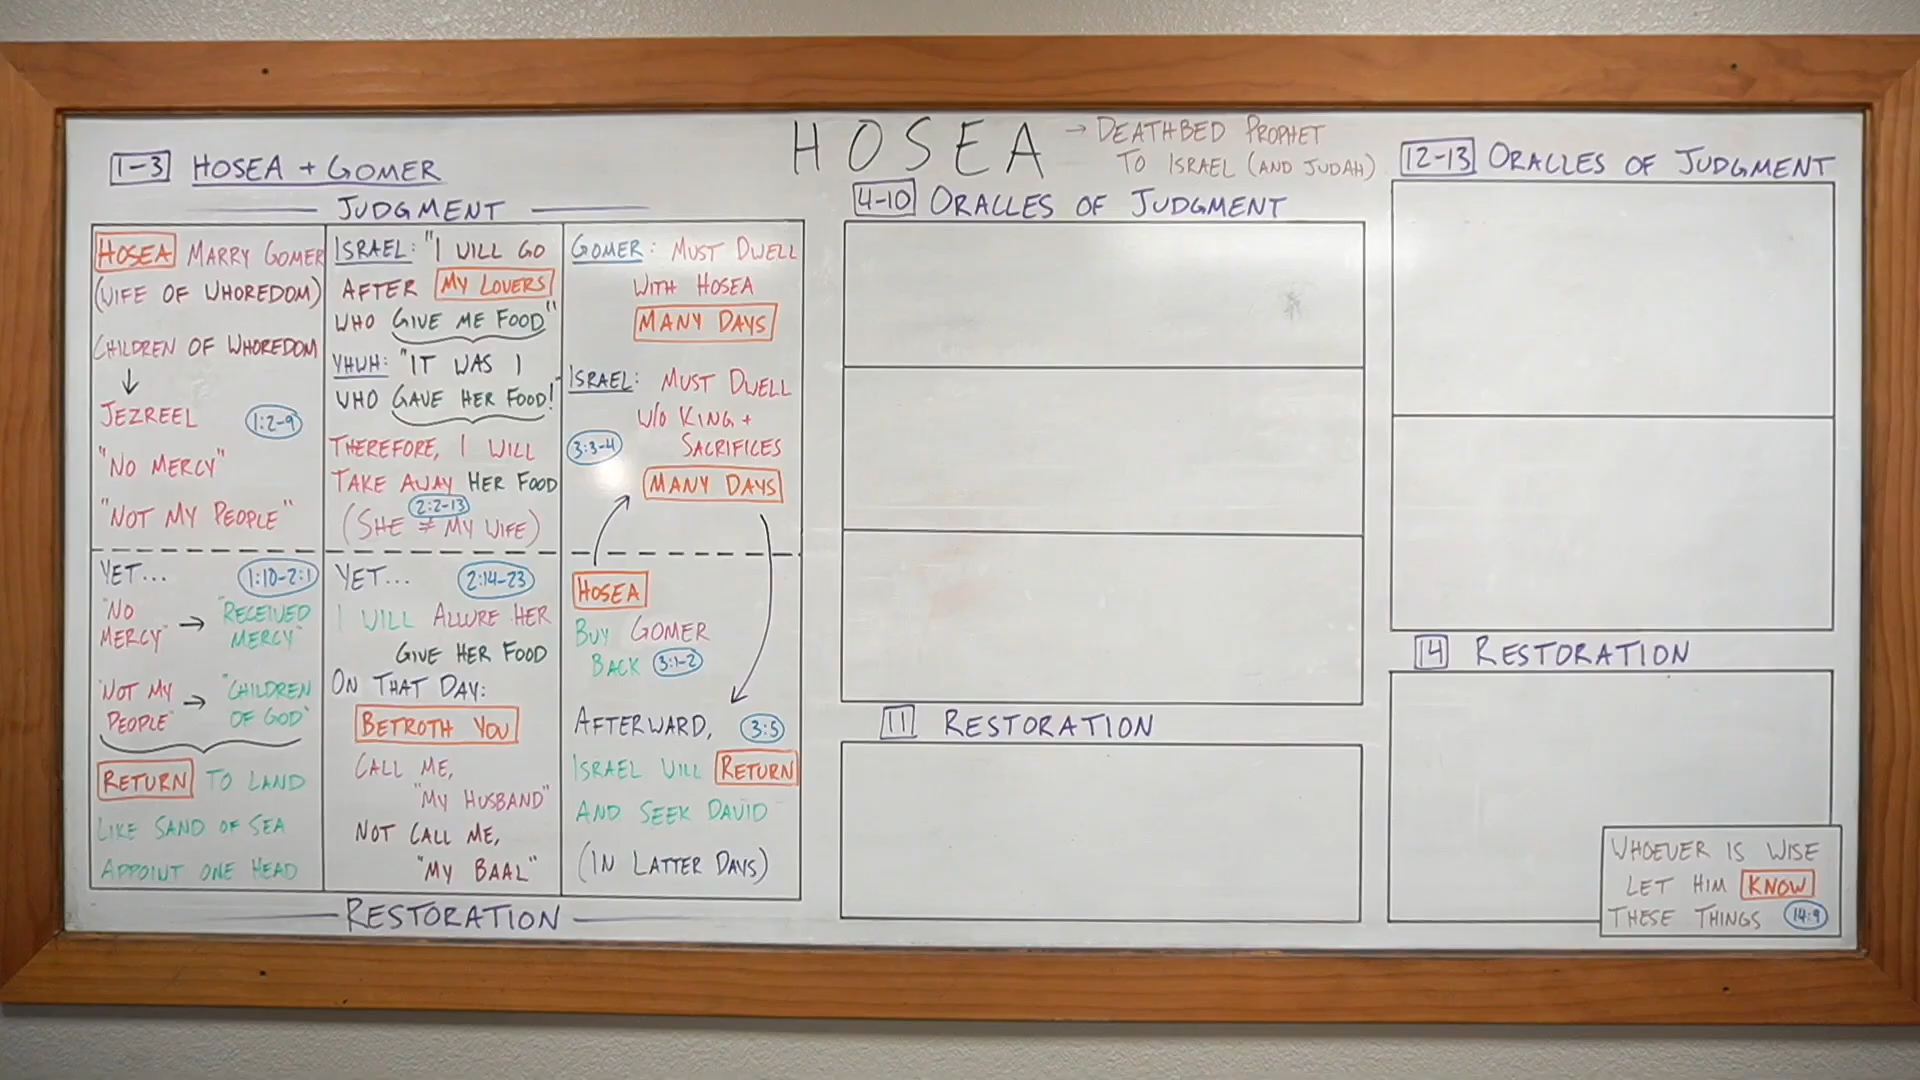 HOSEA → DEATHBED PROPHET
TO ISRAEL (AND JUDAH)
1-3 HOSEA + GOMER
JUDGMENT
HOSEA MARRY GOMER
(WIFE OF WHOREDOM)
CHILDREN OF WHOREDOM
↓
JEZREEL 1:2-9
"NO MERCY"
"NOT MY PEOPLE"
ISRAEL: "I WILL GO
AFTER MY LOVERS
WHO GIVE ME FOOD"
YHWH: "IT WAS I
WHO GAVE HER FOOD!
THEREFORE, I WILL
TAKE AWAY HER FOOD
2:2-13
(SHE ≠ MY WIFE)
GOMER: MUST DWELL
WITH HOSEA
MANY DAYS
ISRAEL: MUST DWELL
W/O KING +
3:3-4 SACRIFICES
MANY DAYS
YET... 1:10-2:1
"NO → "RECEIVED
MERCY" MERCY"
"NOT MY → "CHILDREN
PEOPLE" OF GOD"
RETURN TO LAND
LIKE SAND OF SEA
APPOINT ONE HEAD
YET... 2:14-23
I WILL ALLURE HER
GIVE HER FOOD
ON THAT DAY:
BETROTH YOU
CALL ME,
"MY HUSBAND"
NOT CALL ME,
"MY BAAL"
HOSEA
BUY GOMER
BACK 3:1-2
AFTERWARD, 3:5
ISRAEL WILL RETURN
AND SEEK DAVID
(IN LATTER DAYS)
RESTORATION
4-10 ORACLES OF JUDGMENT
11 RESTORATION
12-13 ORACLES OF JUDGMENT
14 RESTORATION
WHOEVER IS WISE
LET HIM KNOW
THESE THINGS 14:9